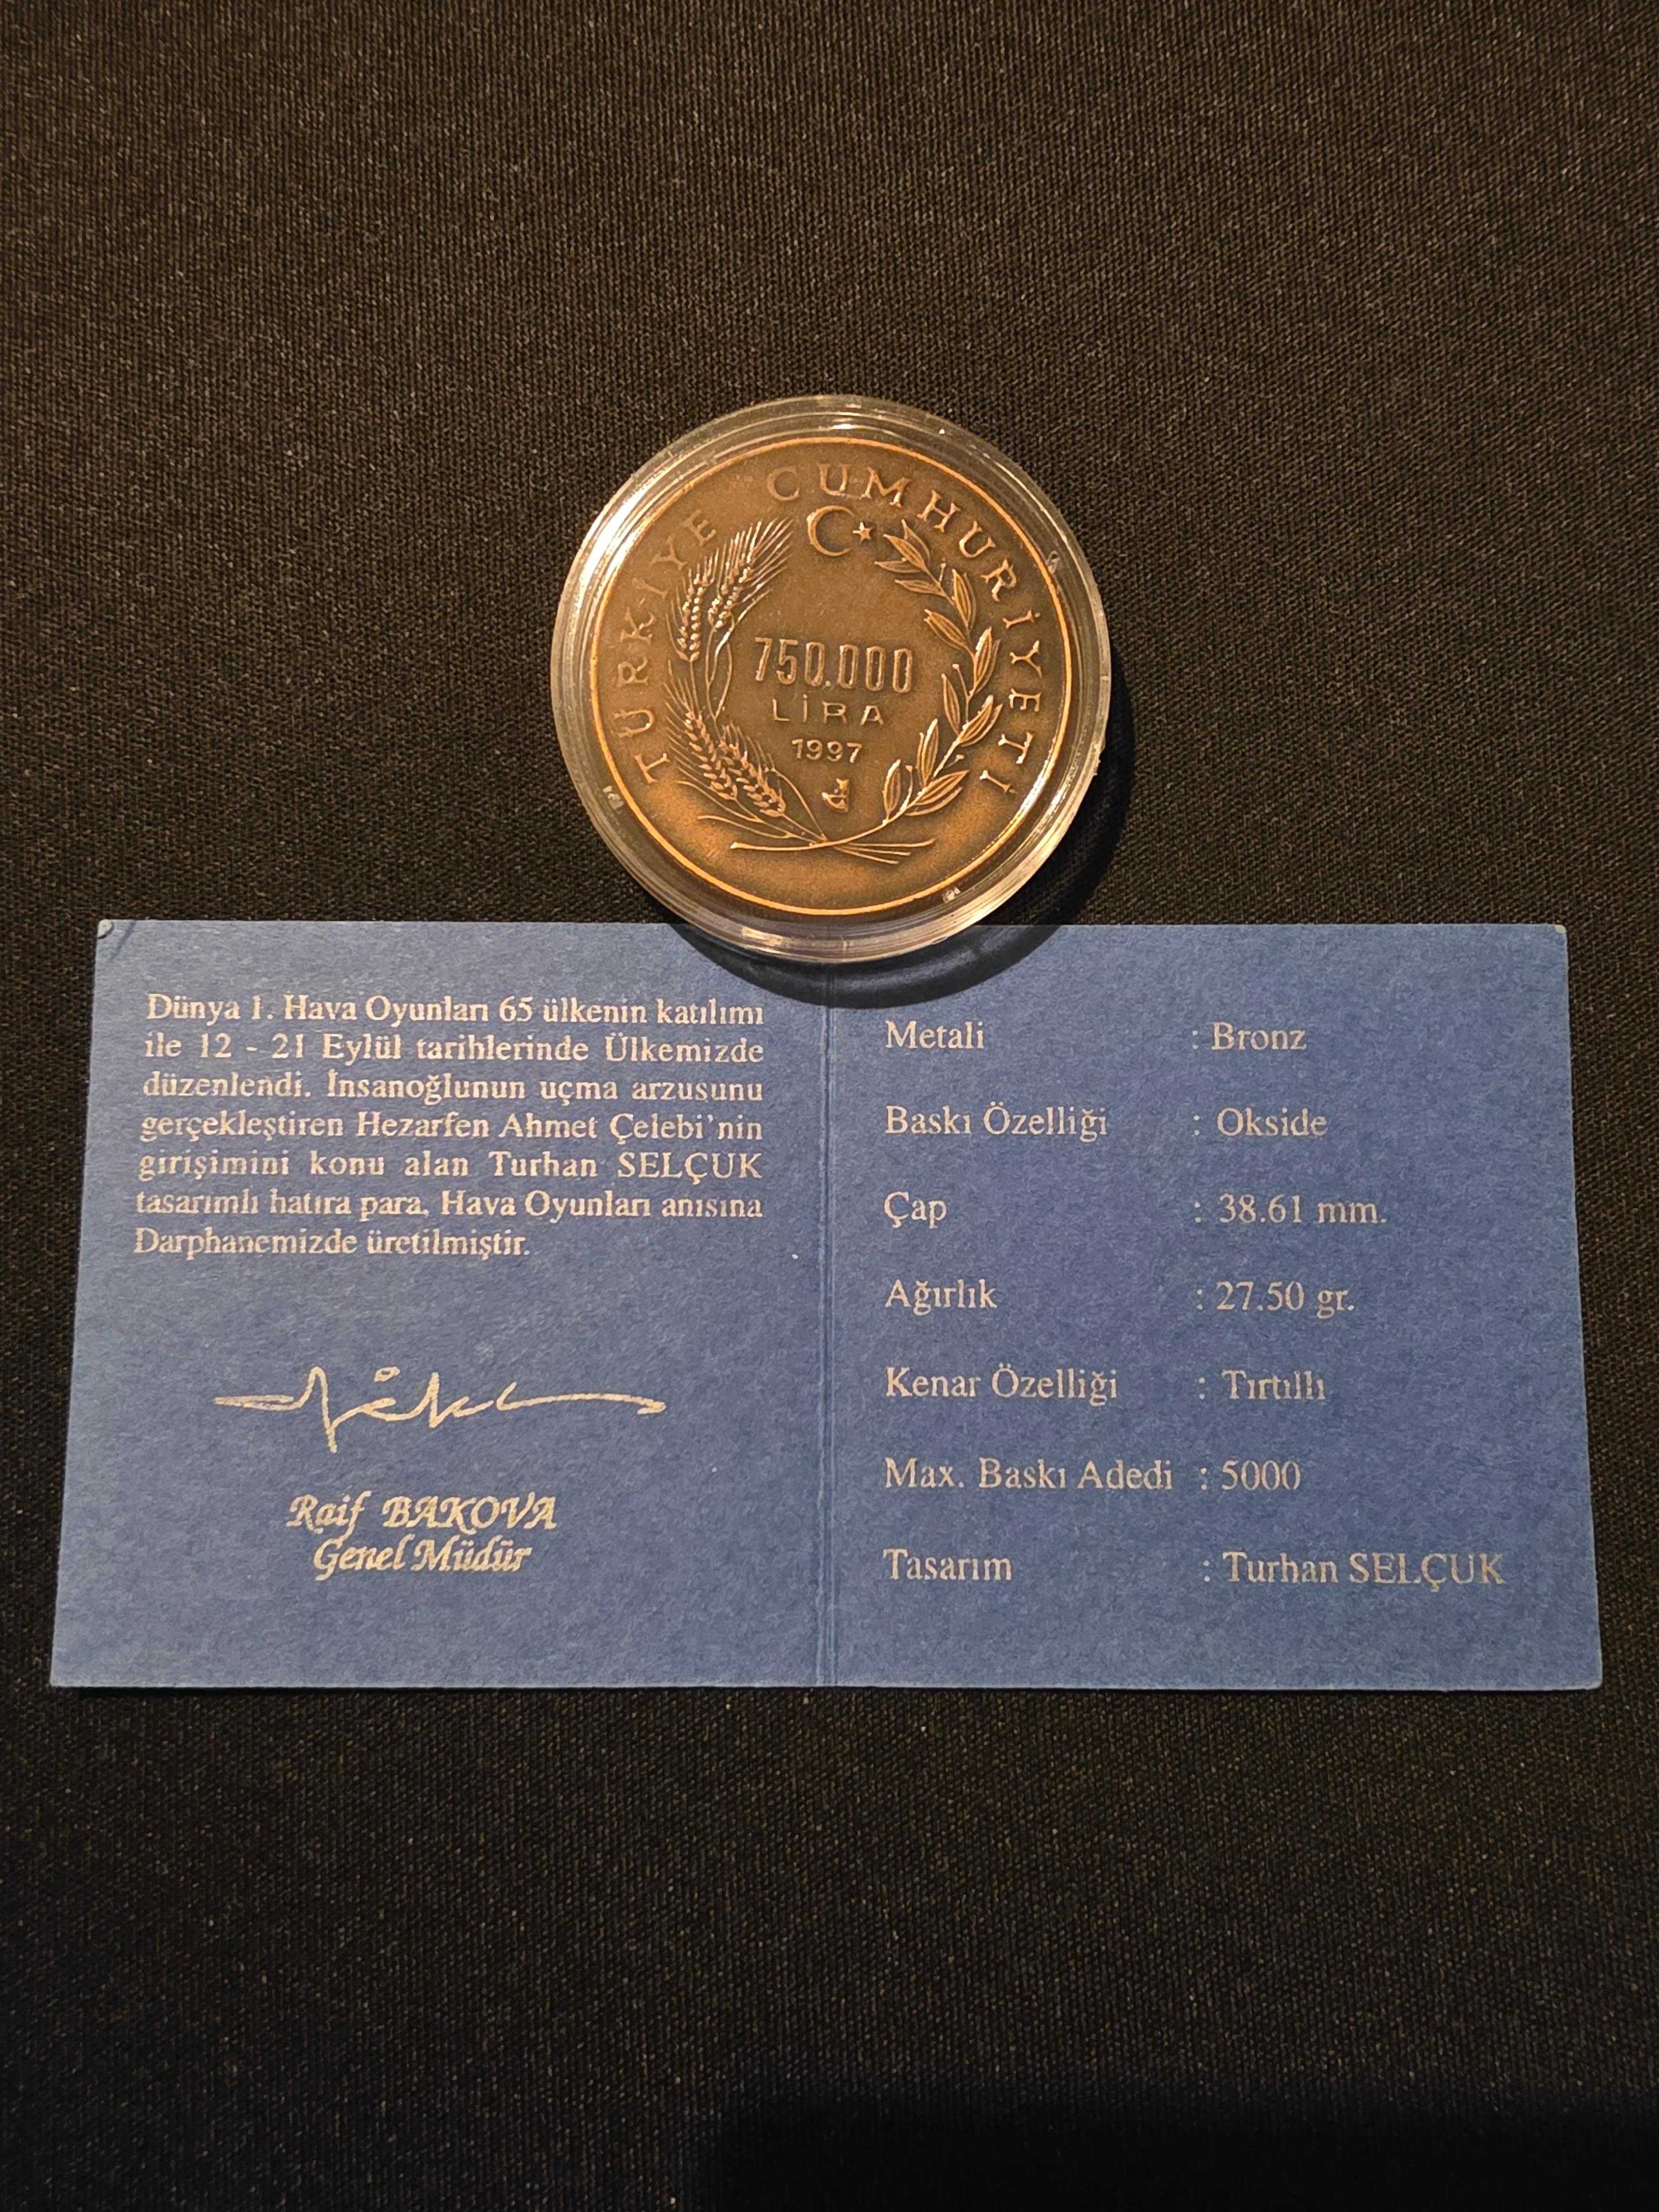 TÜRKİYE CUMHURİYETİ
750.000
LİRA
1997
Dünya 1. Hava Oyunları 65 ülkenin katılımı
ile 12 - 21 Eylül tarihlerinde Ülkemizde
düzenlendi. İnsanoğlunun uçma arzusunu
gerçekleştiren Hezarfen Ahmet Çelebi'nin
girişimini konu alan Turhan SELÇUK
tasarımlı hatıra para, Hava Oyunları anısına
Darphanemizde üretilmiştir.
Raif BAKOVA
Genel Müdür
Metali : Bronz
Baskı Özelliği : Okside
Çap : 38.61 mm.
Ağırlık : 27.50 gr.
Kenar Özelliği : Tırtıllı
Max. Baskı Adedi : 5000
Tasarım : Turhan SELÇUK